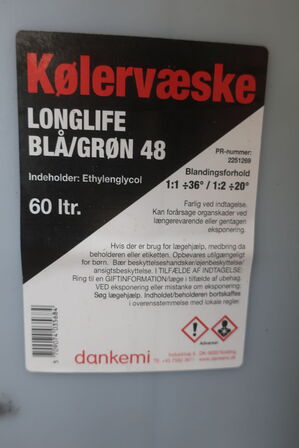 Kølervæske
LONGLIFE
BLÅ/GRØN 48
PR-nummer:
2251269
Indeholder: Ethylenglycol
Blandingsforhold
1:1 ÷36° / 1:2 ÷20°
60 ltr.
Farlig ved indtagelse.
Kan forårsage organskader ved
længerevarende eller gentagen
eksponering.
Hvis der er brug for lægehjælp, medbring da
beholderen eller etiketten. Opbevares utilgængeligt
for børn. Bær beskyttelseshandsker/øjenbeskyttelse/
ansigtsbeskyttelse. I TILFÆLDE AF INDTAGELSE:
Ring til en GIFTINFORMATION/læge i tilfælde af ubehag.
VED eksponering eller mistanke om eksponering:
Søg lægehjælp. Indholdet/beholderen bortskaffes
i overensstemmelse med lokale regler.
Advarsel
dankemi
www.dankemi.dk